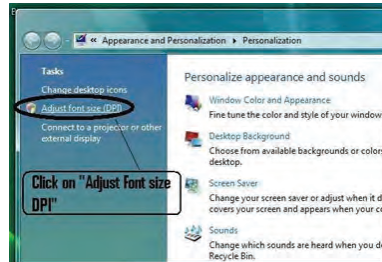 « Appearance and Personalization ▸ Personalization
Tasks
Change desktop icons
Adjust font size (DPI)
Connect to a projector or other
external display
Click on "Adjust Font size
DPI"
Personalize appearance and sounds
Window Color and Appearance
Fine tune the color and style of your window
Desktop Background
Choose from available backgrounds or colors
desktop.
Screen Saver
Change your screen saver or adjust when it d
covers your screen and appears when your c
Sounds
Change which sounds are heard when you d
Recycle Bin.